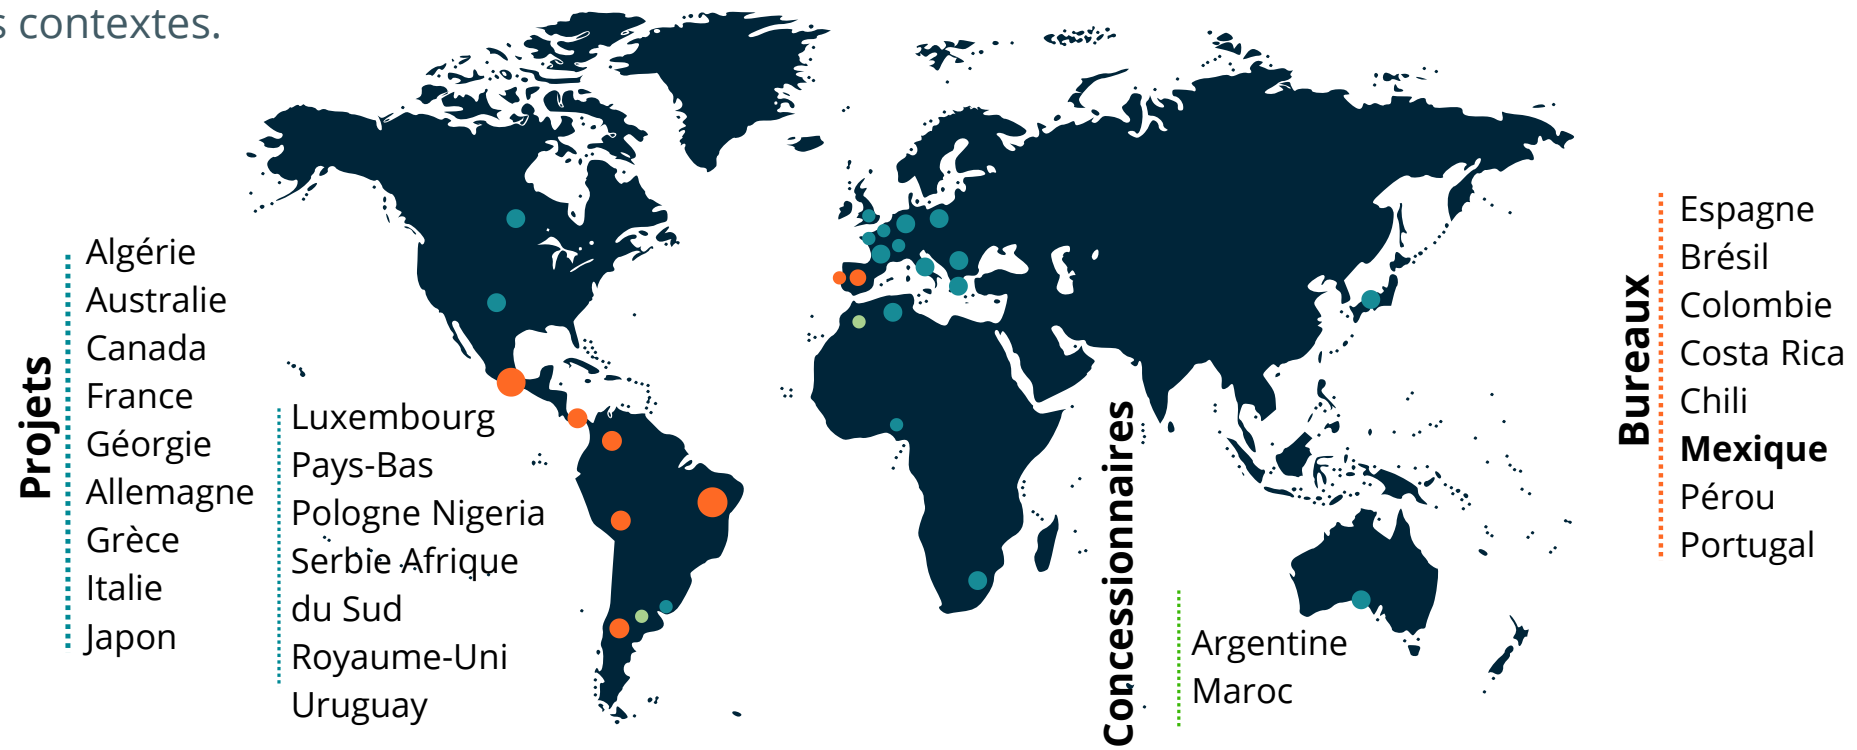 s contextes.
Projets
Algérie
Australie
Canada
France
Géorgie
Allemagne
Grèce
Italie
Japon
Luxembourg
Pays-Bas
Pologne Nigeria
Serbie Afrique
du Sud
Royaume-Uni
Uruguay
Concessionnaires
Argentine
Maroc
Bureaux
Espagne
Brésil
Colombie
Costa Rica
Chili
Mexique
Pérou
Portugal